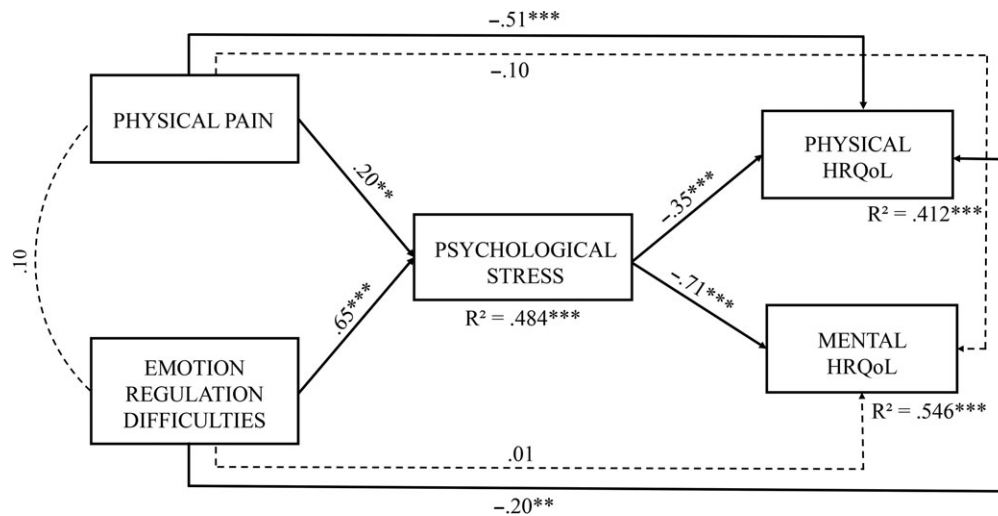 –.51***
–.10
PHYSICAL PAIN
PHYSICAL
HRQoL
R² = .412***
.20**
–.35***
.10
PSYCHOLOGICAL
STRESS
R² = .484***
.65***
–.71***
EMOTION
REGULATION
DIFFICULTIES
MENTAL
HRQoL
R² = .546***
.01
–.20**